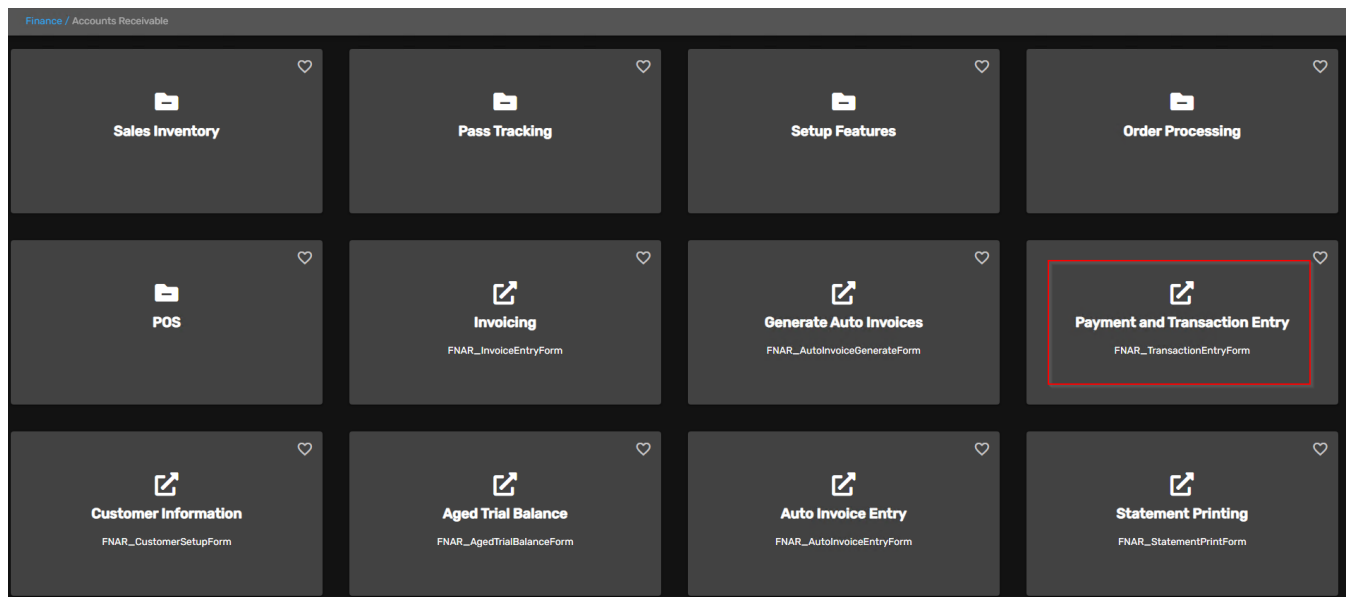 Finance / Accounts Receivable
Sales Inventory
Pass Tracking
Setup Features
Order Processing
POS
Invoicing
FNAR_InvoiceEntryForm
Generate Auto Invoices
FNAR_AutoInvoiceGenerateForm
Payment and Transaction Entry
FNAR_TransactionEntryForm
Customer Information
FNAR_CustomerSetupForm
Aged Trial Balance
FNAR_AgedTrialBalanceForm
Auto Invoice Entry
FNAR_AutoInvoiceEntryForm
Statement Printing
FNAR_StatementPrintForm